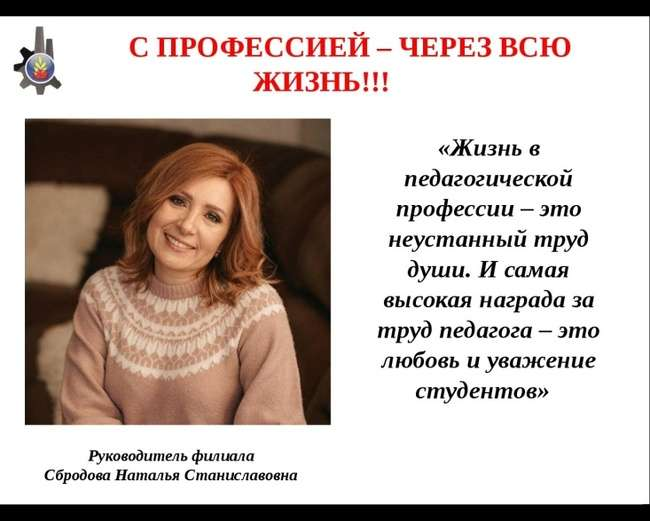 С ПРОФЕССИЕЙ – ЧЕРЕЗ ВСЮ
ЖИЗНЬ!!!
«Жизнь в
педагогической
профессии – это
неустанный труд
души. И самая
высокая награда за
труд педагога – это
любовь и уважение
студентов»
Руководитель филиала
Сбродова Наталья Станиславовна